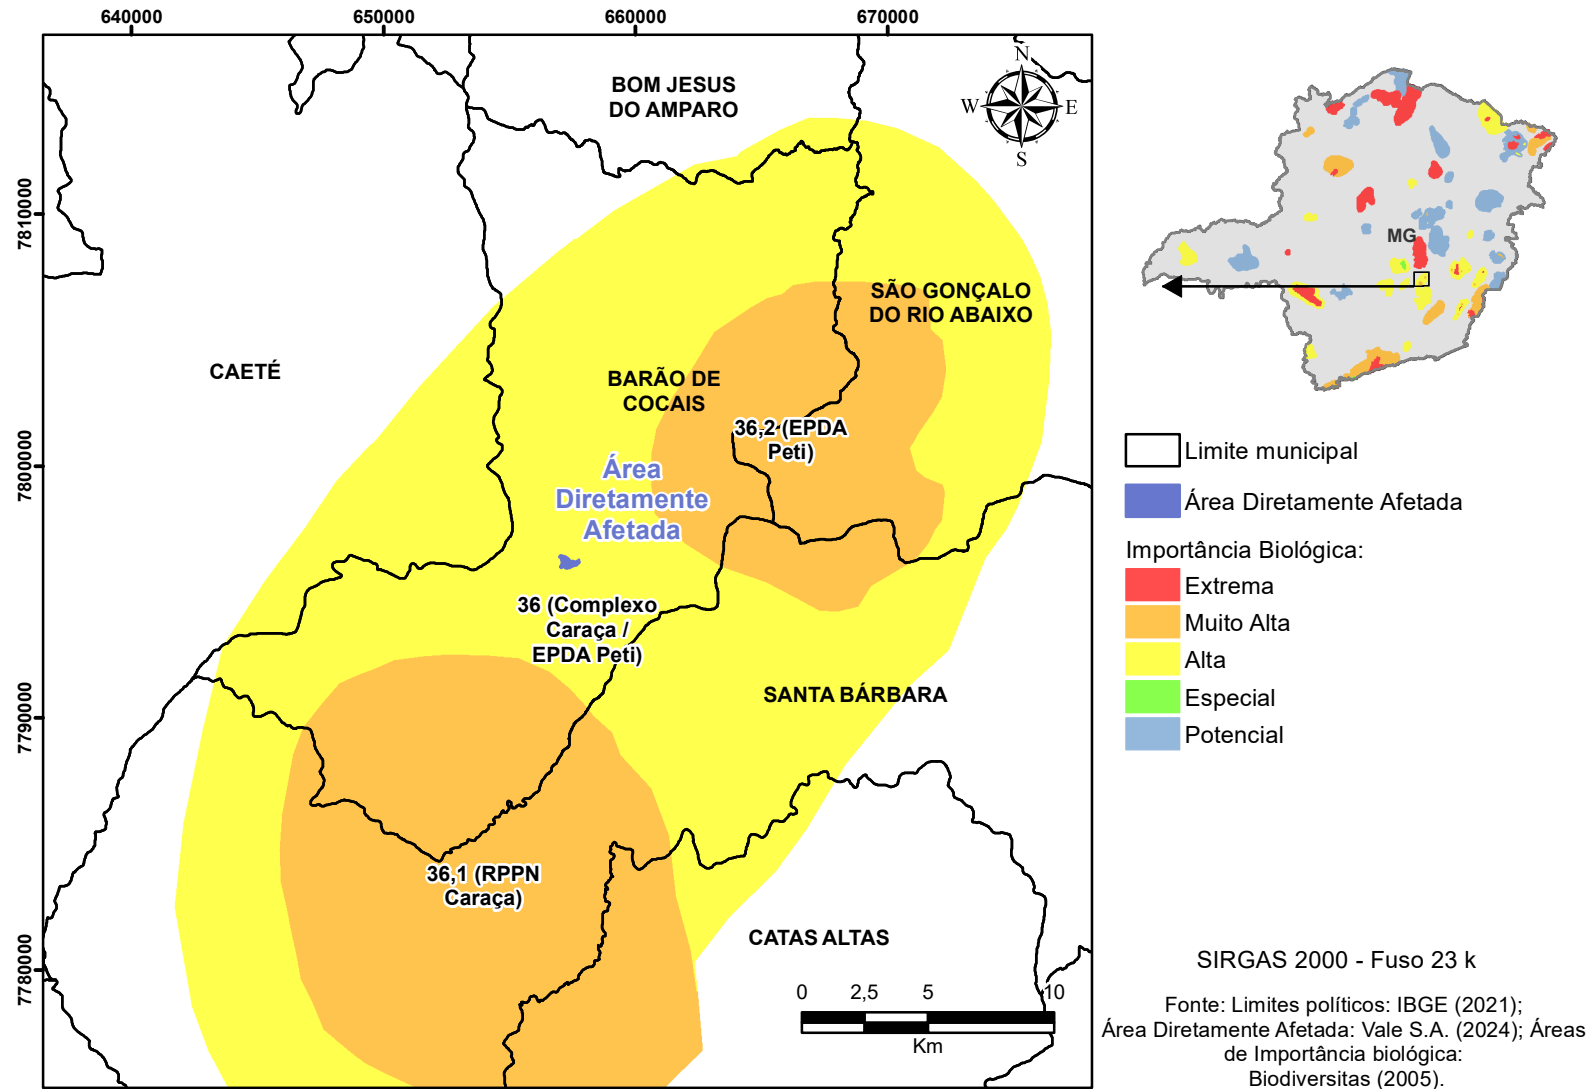 640000
650000
660000
670000
7810000
7800000
7790000
7780000
BOM JESUS
DO AMPARO
N
W
E
S
SÃO GONÇALO
DO RIO ABAIXO
CAETÉ
BARÃO DE
COCAIS
36,2 (EPDA
Peti)
Área
Diretamente
Afetada
36 (Complexo
Caraça /
EPDA Peti)
SANTA BÁRBARA
36,1 (RPPN
Caraça)
CATAS ALTAS
0
2,5
5
10
Km
MG
Limite municipal
Área Diretamente Afetada
Importância Biológica:
Extrema
Muito Alta
Alta
Especial
Potencial
SIRGAS 2000 - Fuso 23 k
Fonte: Limites políticos: IBGE (2021);
Área Diretamente Afetada: Vale S.A. (2024); Áreas
de Importância biológica:
Biodiversitas (2005).